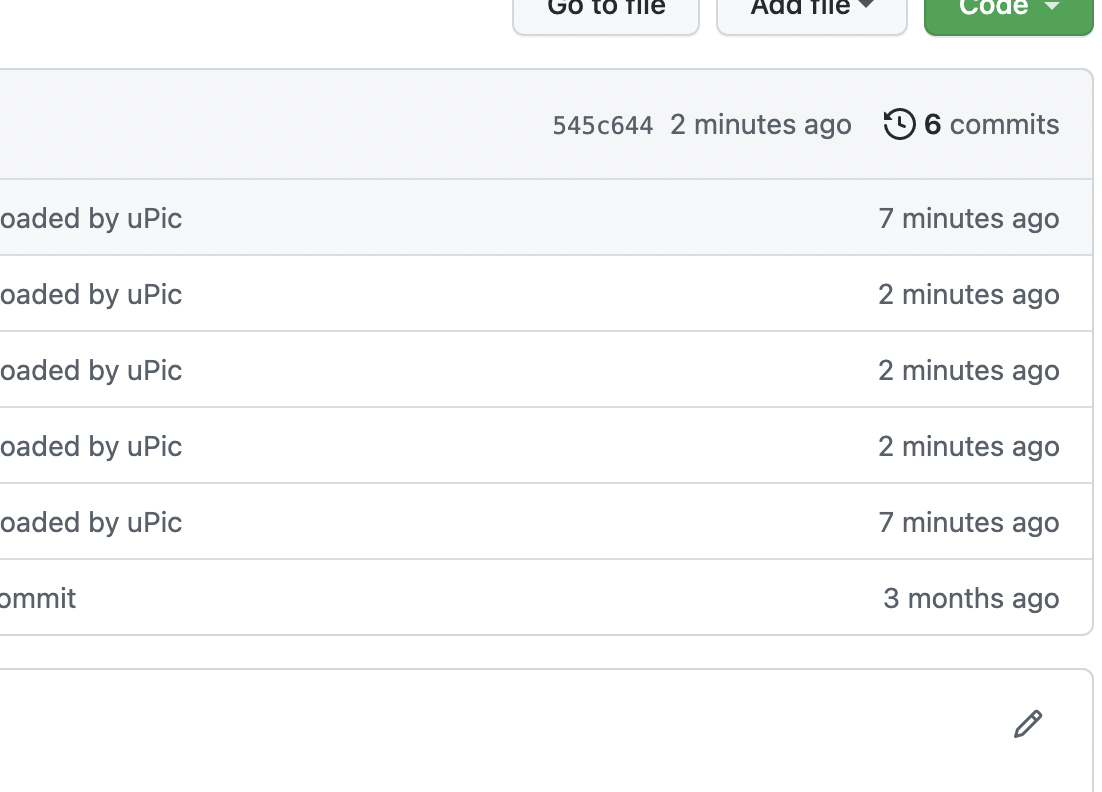 Go to file Add file Code
545c644 2 minutes ago 6 commits
oaded by uPic 7 minutes ago
oaded by uPic 2 minutes ago
oaded by uPic 2 minutes ago
oaded by uPic 2 minutes ago
oaded by uPic 7 minutes ago
ommit 3 months ago